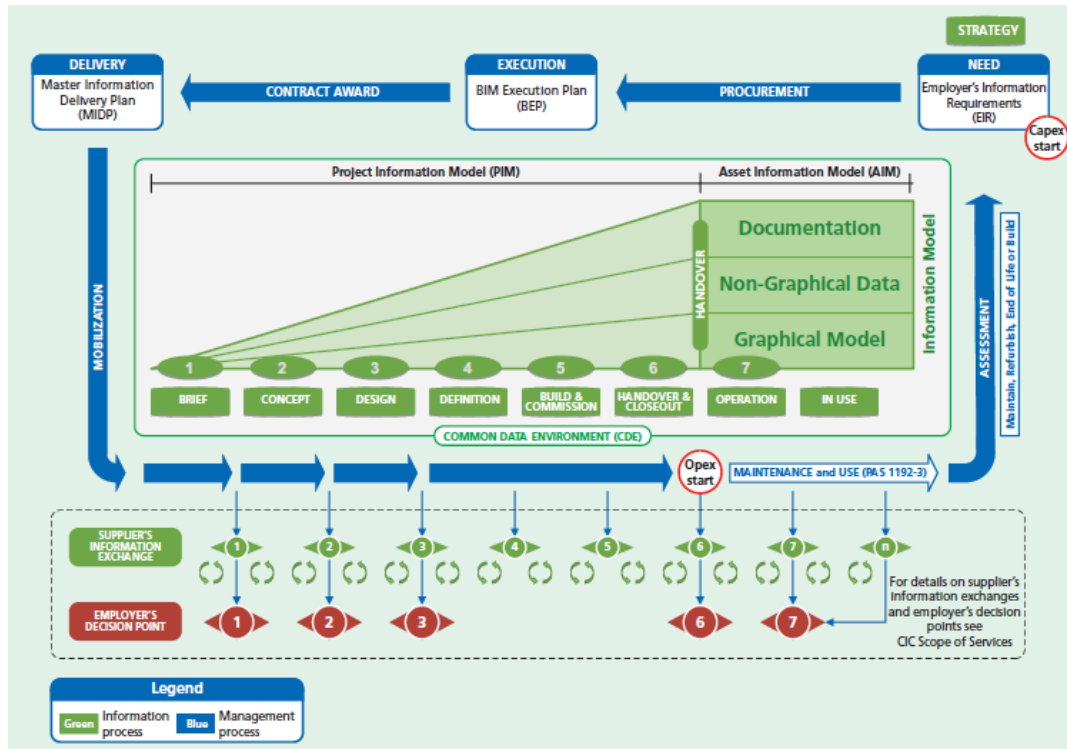 STRATEGY
DELIVERY
Master Information
Delivery Plan
(MIDP)
CONTRACT AWARD
EXECUTION
BIM Execution Plan
(BEP)
PROCUREMENT
NEED
Employer's Information
Requirements
(EIR)
Capex
start
Project Information Model (PIM)
Asset Information Model (AIM)
MOBILIZATION
HANDOVER
Documentation
Non-Graphical Data
Graphical Model
Information Model
ASSESSMENT
Maintain, Refurbish, End of Life or Build
1
2
3
4
5
6
7
BRIEF
CONCEPT
DESIGN
DEFINITION
BUILD &
COMMISSION
HANDOVER &
CLOSEOUT
OPERATION
IN USE
COMMON DATA ENVIRONMENT (CDE)
Opex
start
MAINTENANCE and USE (PAS 1192-3)
SUPPLIER'S
INFORMATION
EXCHANGE
1
2
3
4
5
6
7
n
For details on supplier's
information exchanges
and employer's decision
points see
CIC Scope of Services
EMPLOYER'S
DECISION POINT
1
2
3
6
7
Legend
Green
Information
process
Blue
Management
process